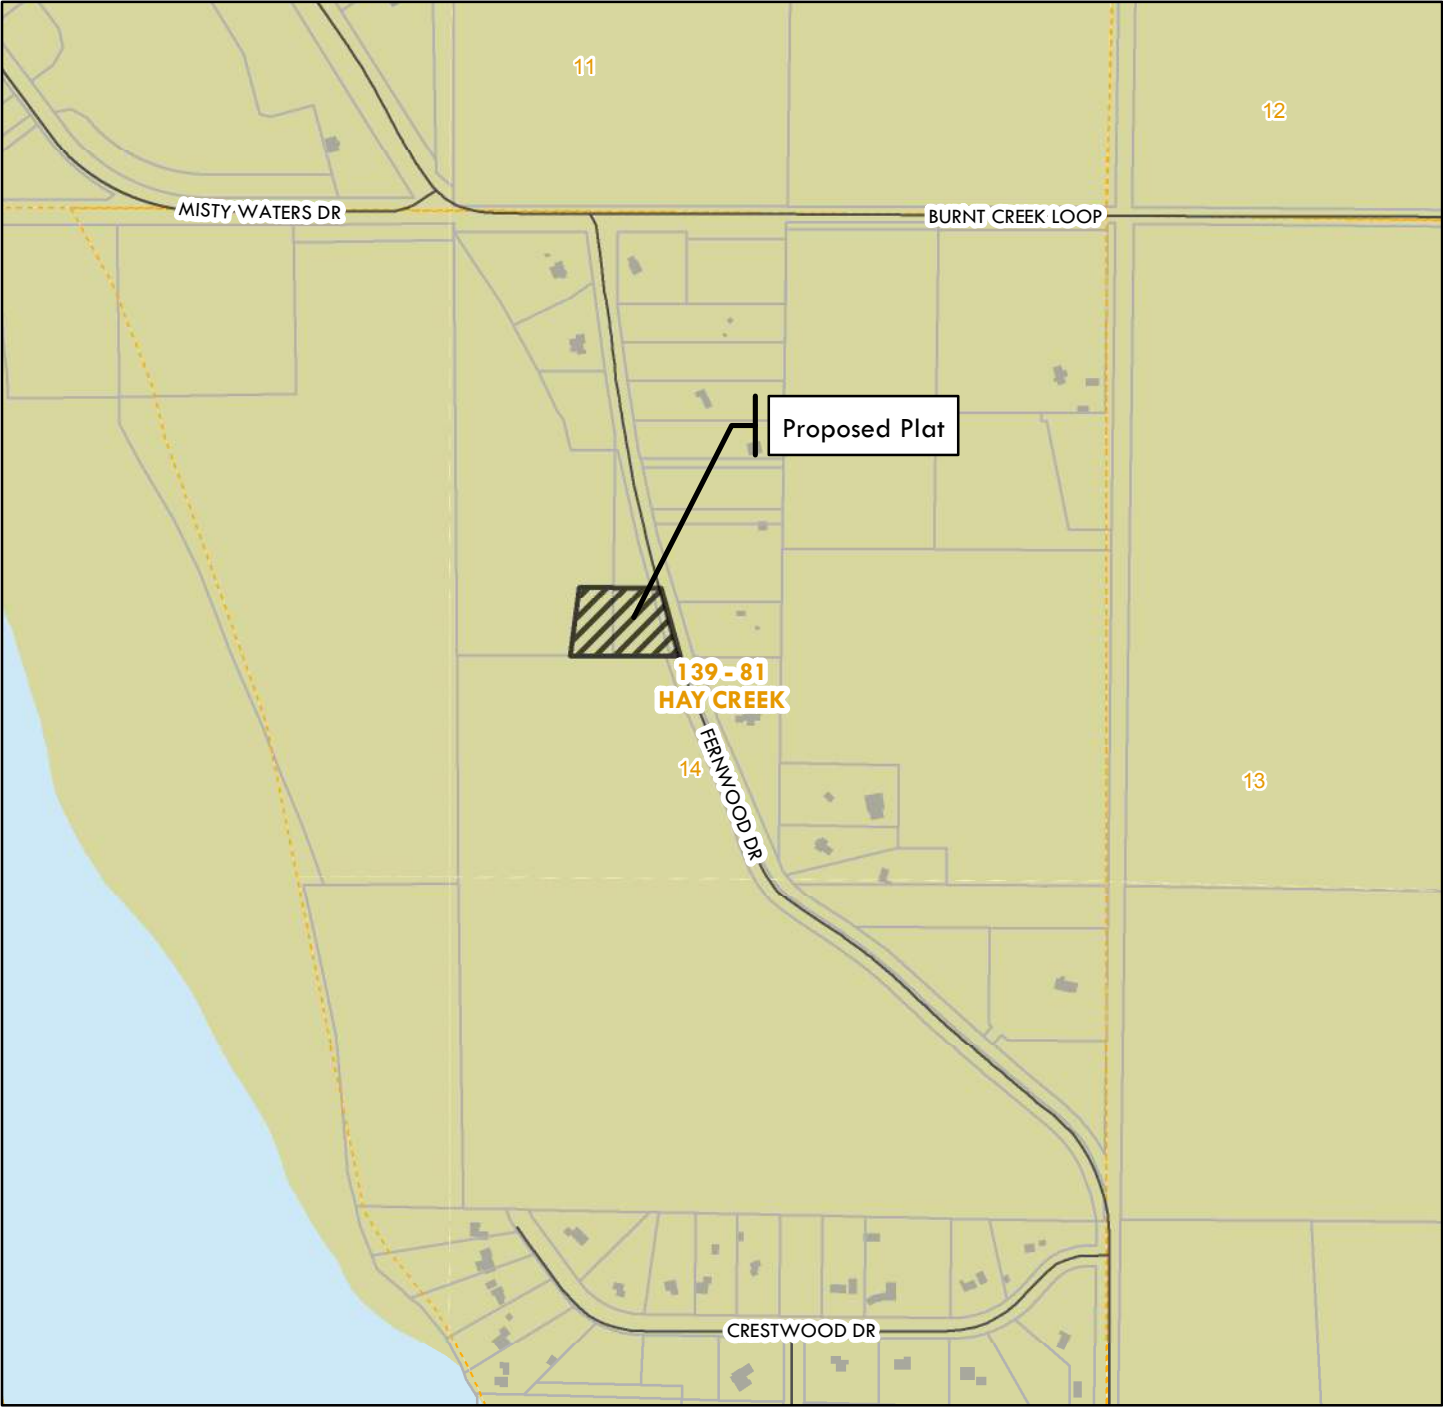 11
12
MISTY WATERS DR
BURNT CREEK LOOP
Proposed Plat
139 - 81
HAY CREEK
FERNWOOD DR
14
13
CRESTWOOD DR